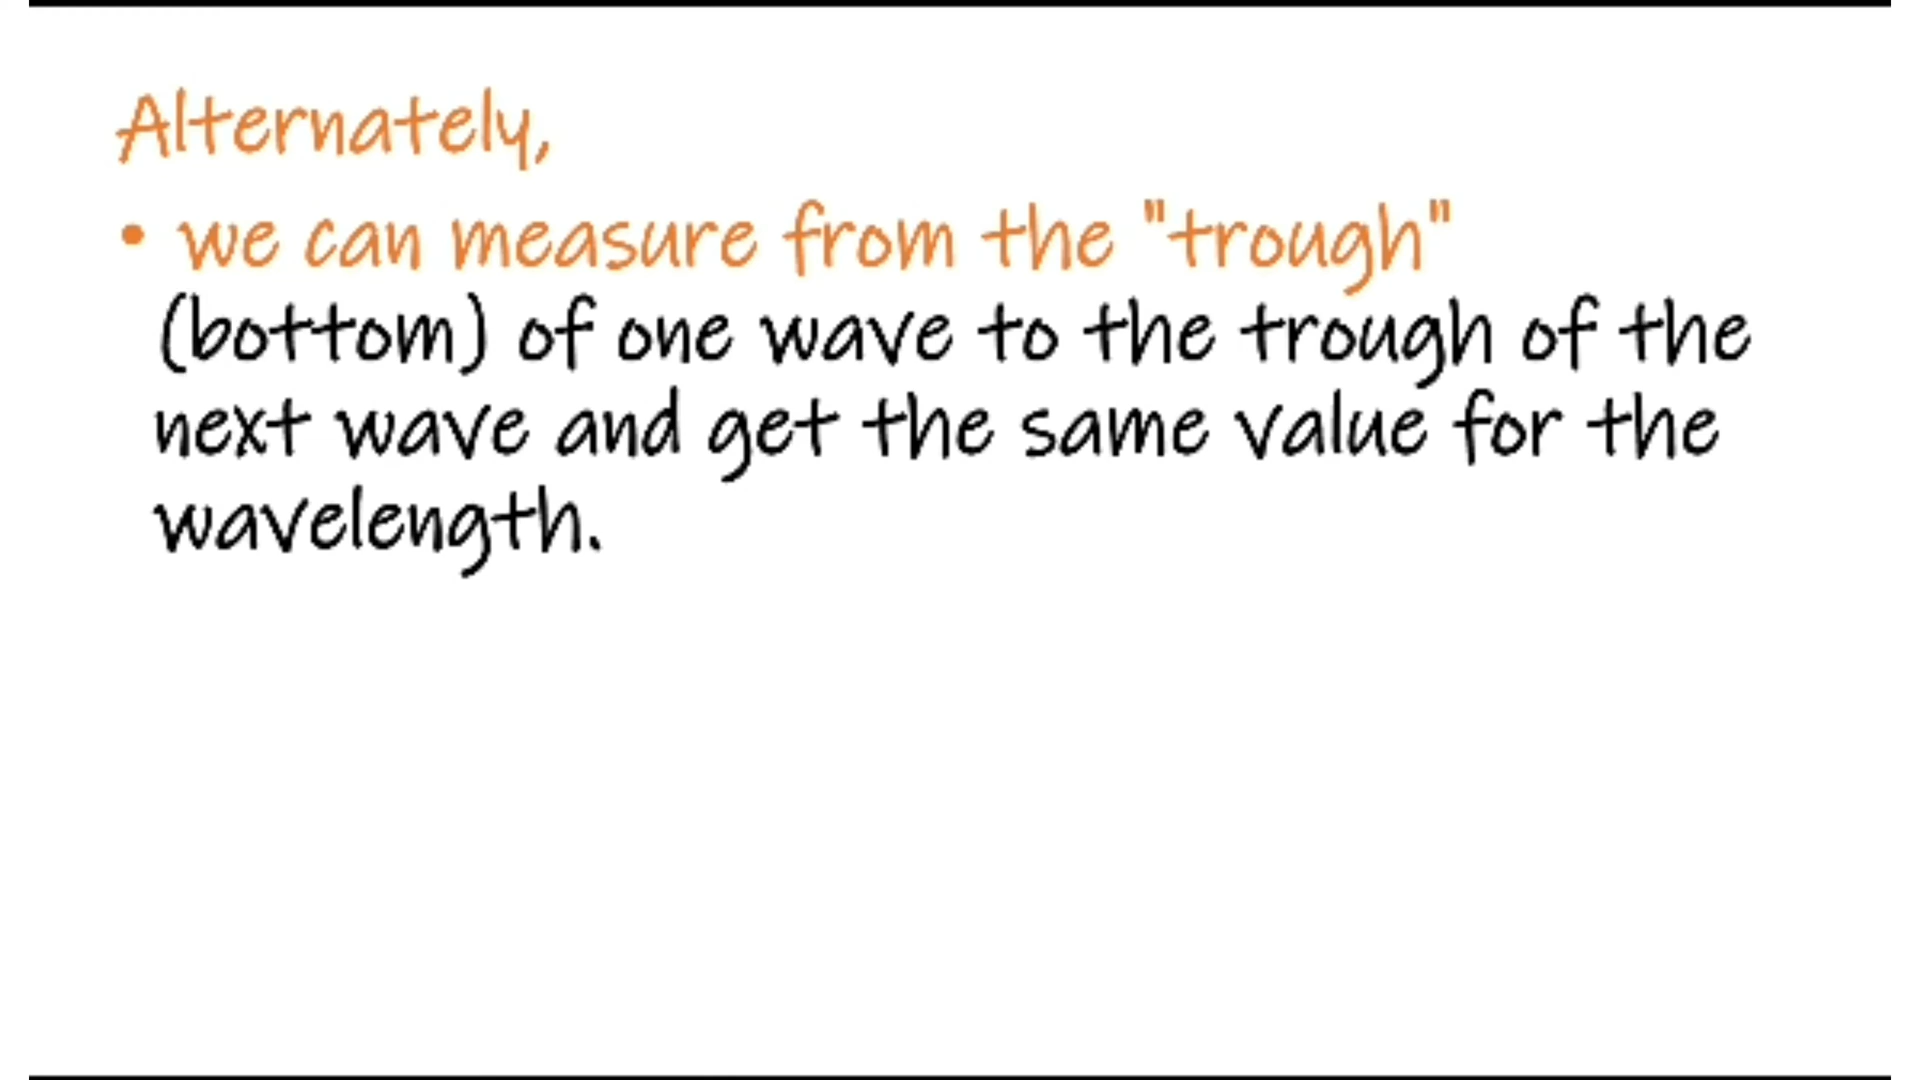 Alternately,
• we can measure from the "trough"
(bottom) of one wave to the trough of the
next wave and get the same value for the
wavelength.